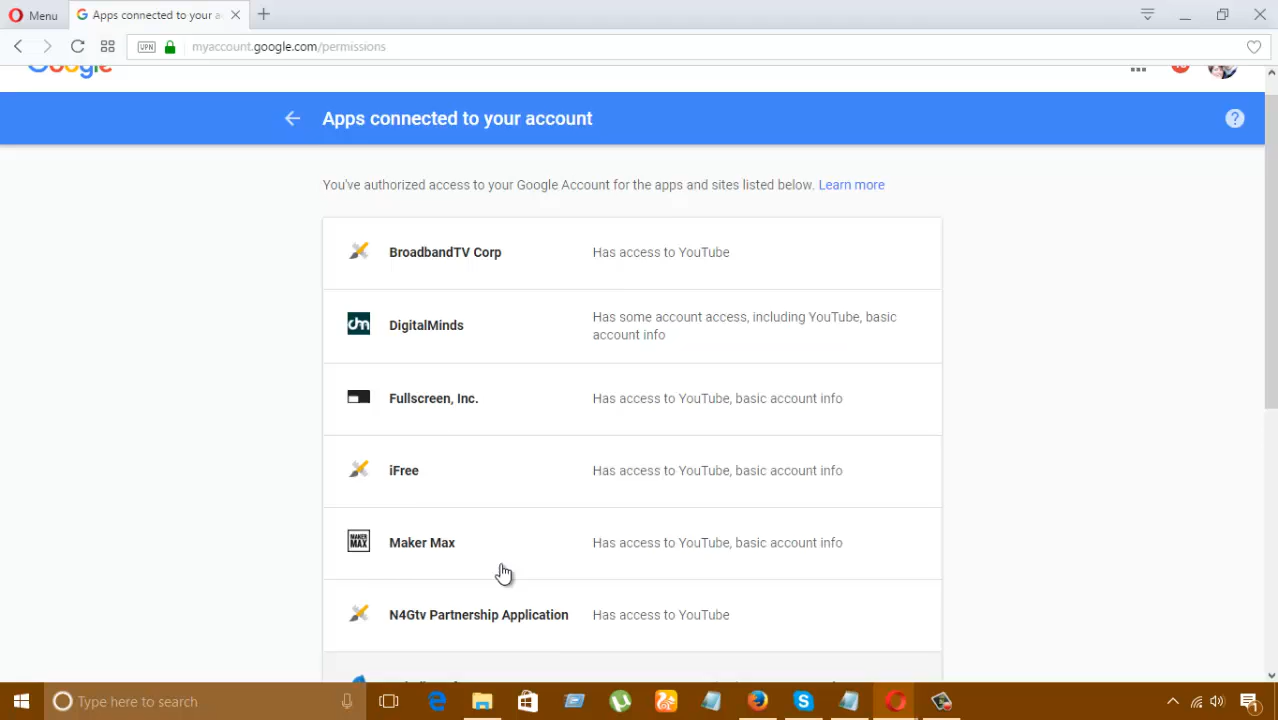 Menu
Apps connected to your a
myaccount.google.com/permissions
Google
Apps connected to your account
You've authorized access to your Google Account for the apps and sites listed below. Learn more
BroadbandTV Corp
Has access to YouTube
DigitalMinds
Has some account access, including YouTube, basic
account info
Fullscreen, Inc.
Has access to YouTube, basic account info
iFree
Has access to YouTube, basic account info
MAKER
MAX
Maker Max
Has access to YouTube, basic account info
N4Gtv Partnership Application
Has access to YouTube
Type here to search